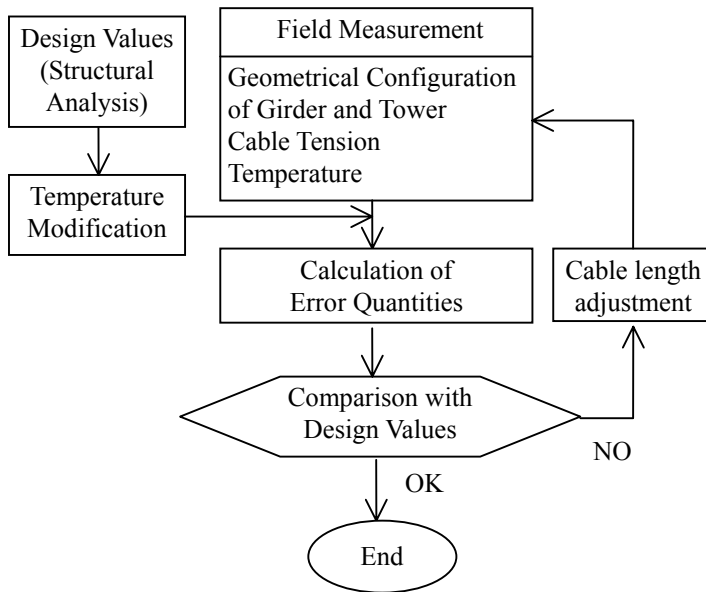 Design Values
(Structural
Analysis)
Temperature
Modification
Field Measurement
Geometrical Configuration
of Girder and Tower
Cable Tension
Temperature
Calculation of
Error Quantities
Cable length
adjustment
Comparison with
Design Values
NO
OK
End